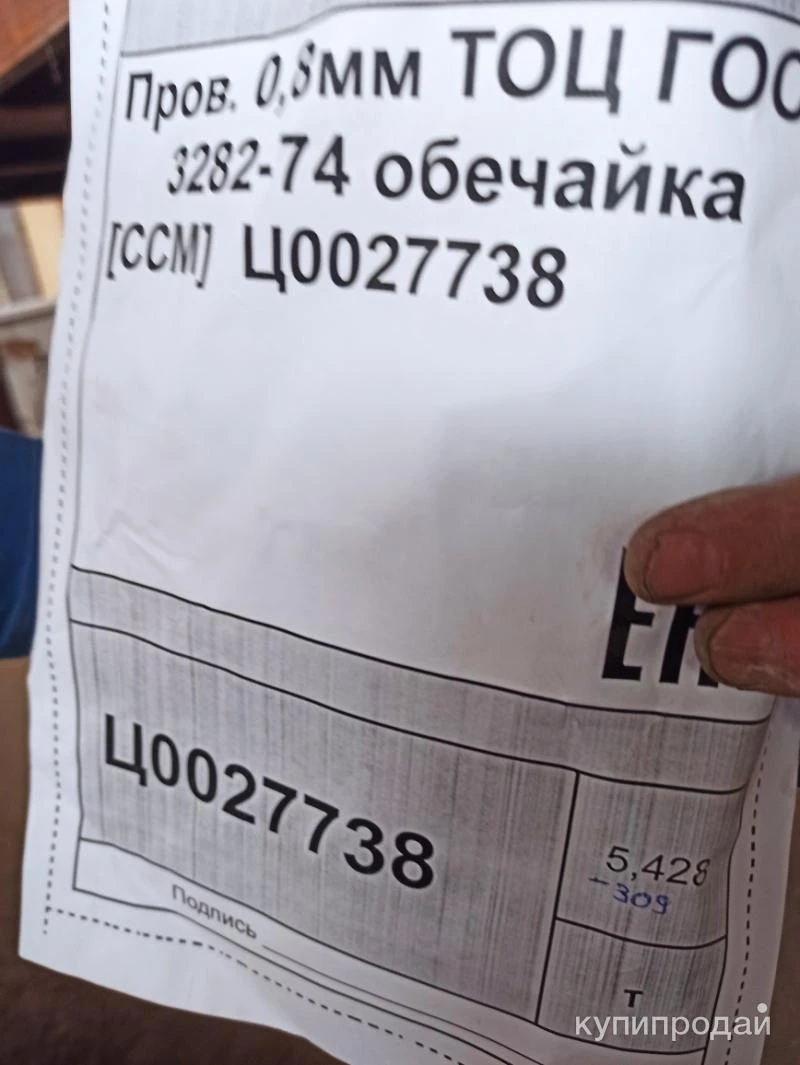 Пров. 0,8мм ТОЦ ГОС
3282-74 обечайка
[ССМ] Ц0027738
Ц0027738
5,428
-309
Подпись
т
купипродай